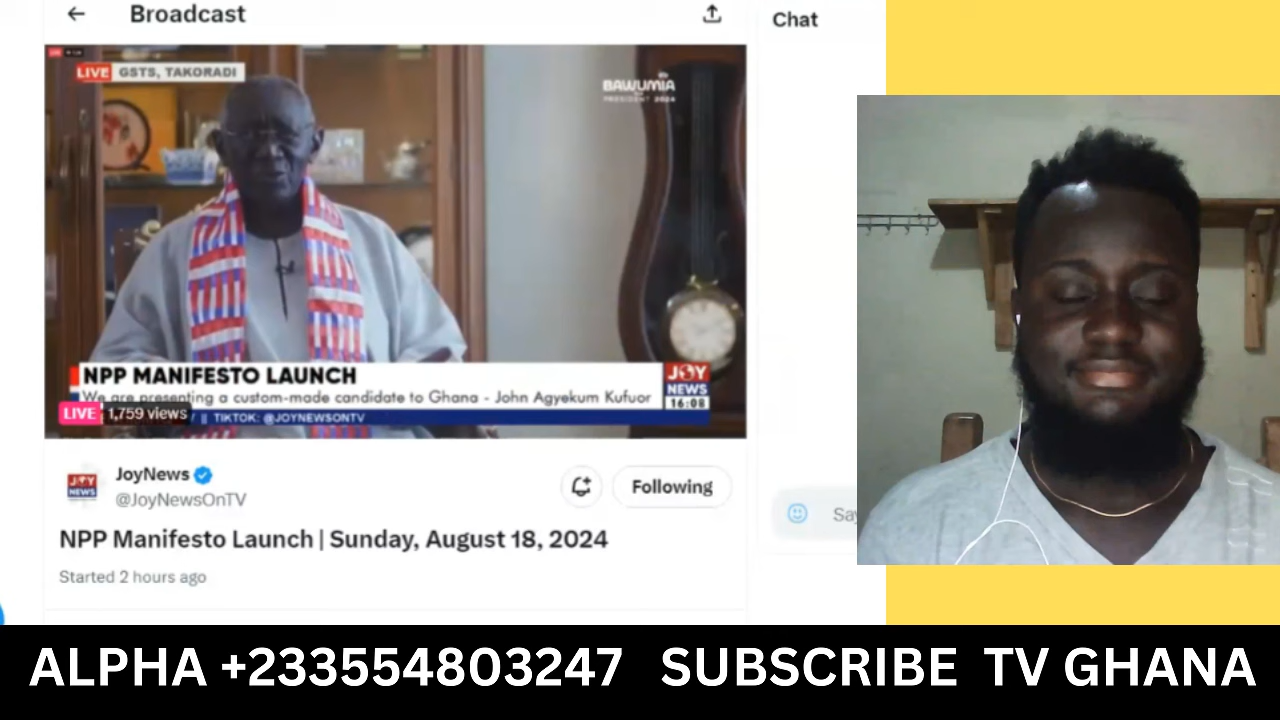 Broadcast
Chat
LIVE GSTS, TAKORADI
BAWUMIA
PRESIDENT 2024
NPP MANIFESTO LAUNCH
We are presenting a custom-made candidate to Ghana - John Agyekum Kufuor
JOY
NEWS
16:08
LIVE 1,759 views
/ || TIKTOK: @JOYNEWSONTV
JOY
NEWS
JoyNews
@JoyNewsOnTV
Following
NPP Manifesto Launch | Sunday, August 18, 2024
Started 2 hours ago
Say
ALPHA +233554803247 SUBSCRIBE TV GHANA